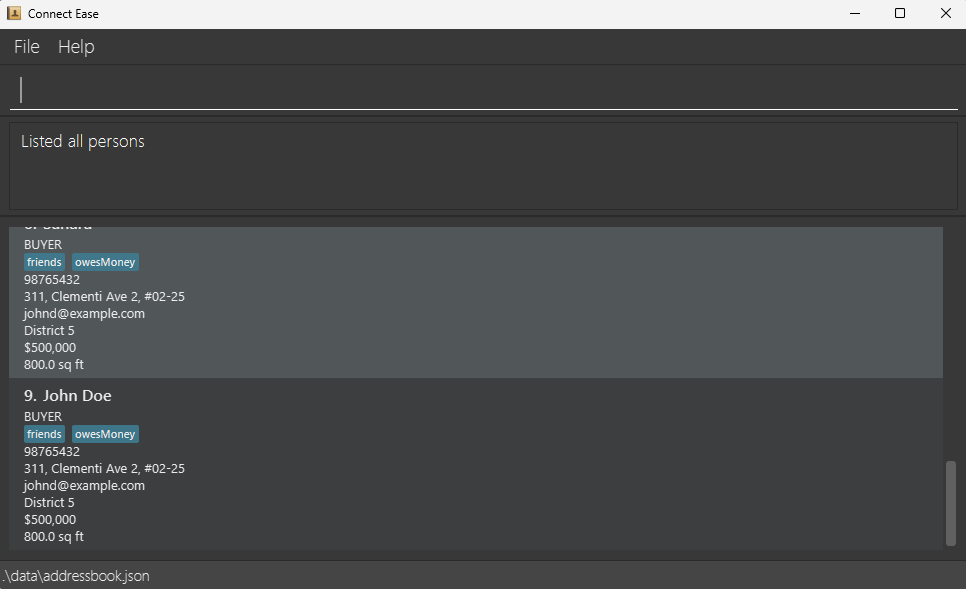 Connect Ease
File Help
Listed all persons
BUYER
friends owesMoney
98765432
311, Clementi Ave 2, #02-25
johnd@example.com
District 5
$500,000
800.0 sq ft
9. John Doe
BUYER
friends owesMoney
98765432
311, Clementi Ave 2, #02-25
johnd@example.com
District 5
$500,000
800.0 sq ft
.\data\addressbook.json